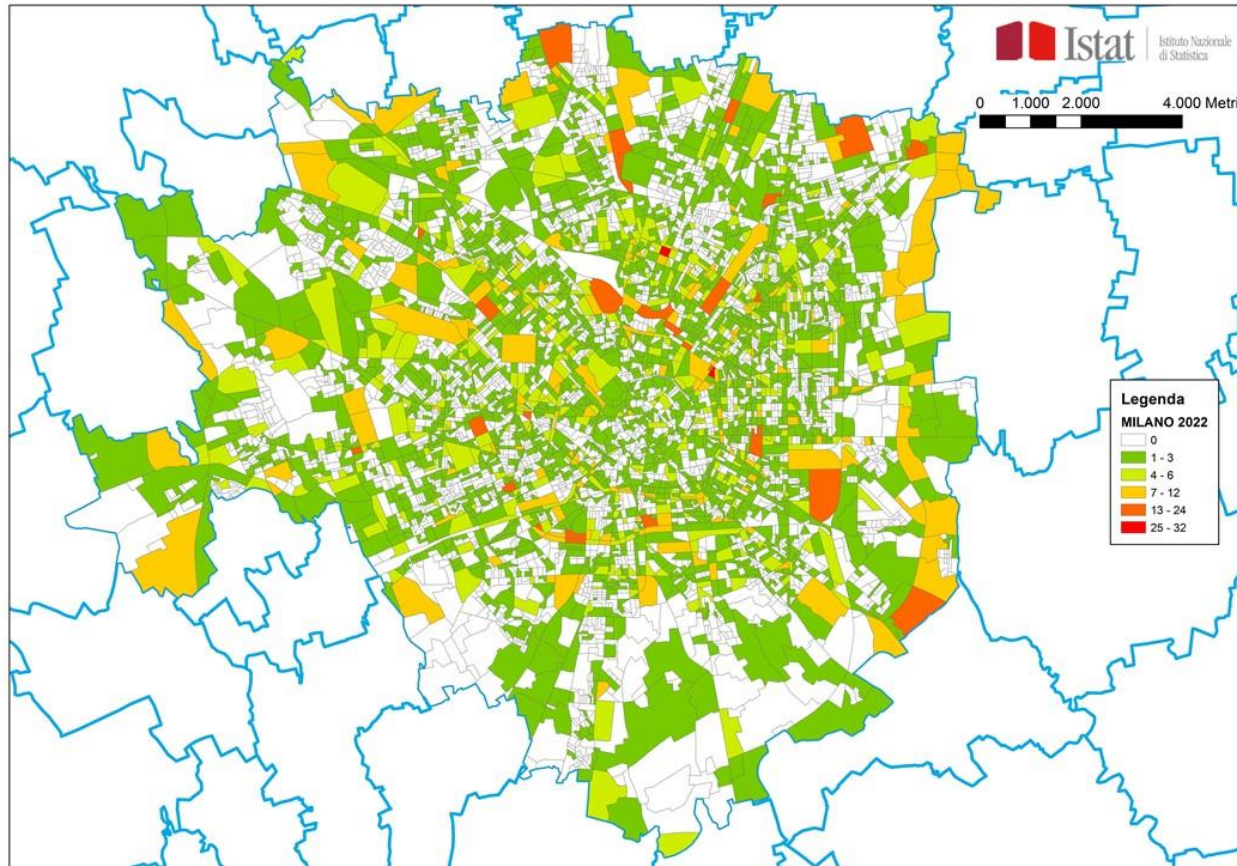 Istat
Istituto Nazionale
di Statistica
0 1.000 2.000 4.000 Metri
Legenda
MILANO 2022
0
1 - 3
4 - 6
7 - 12
13 - 24
25 - 32